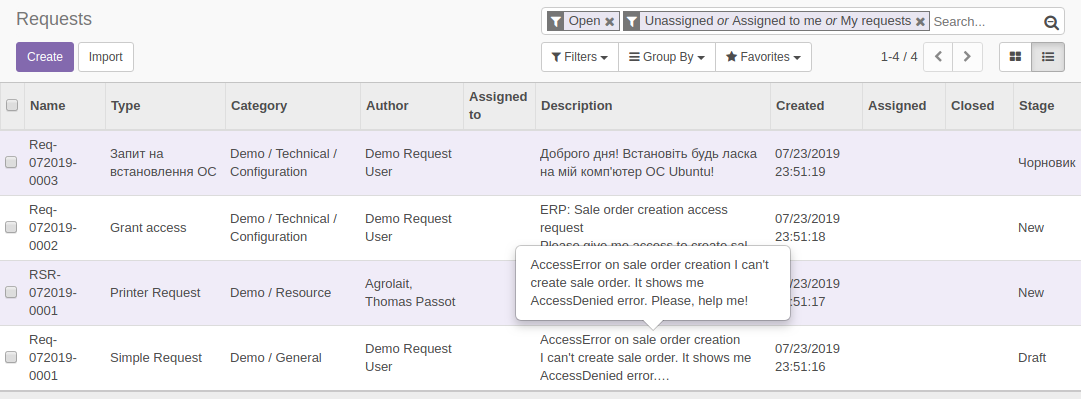 Requests
Open
Unassigned or Assigned to me or My requests
Search...
Create
Import
Filters
Group By
Favorites
1-4 / 4
Name
Type
Category
Author
Assigned
to
Description
Created
Assigned
Closed
Stage
Req-
072019-
0003
Запит на
встановлення ОС
Demo / Technical /
Configuration
Demo Request
User
Доброго дня! Встановіть будь ласка
на мій комп'ютер ОС Ubuntu!
07/23/2019
23:51:19
Чорновик
Req-
072019-
0002
Grant access
Demo / Technical /
Configuration
Demo Request
User
ERP: Sale order creation access
request
Please give me access to create sal
07/23/2019
23:51:18
New
RSR-
072019-
0001
Printer Request
Demo / Resource
Agrolait,
Thomas Passot
AccessError on sale order creation I can't
create sale order. It shows me
AccessDenied error. Please, help me!
/23/2019
:51:17
New
Req-
072019-
0001
Simple Request
Demo / General
Demo Request
User
AccessError on sale order creation
I can't create sale order. It shows me
AccessDenied error.…
07/23/2019
23:51:16
Draft